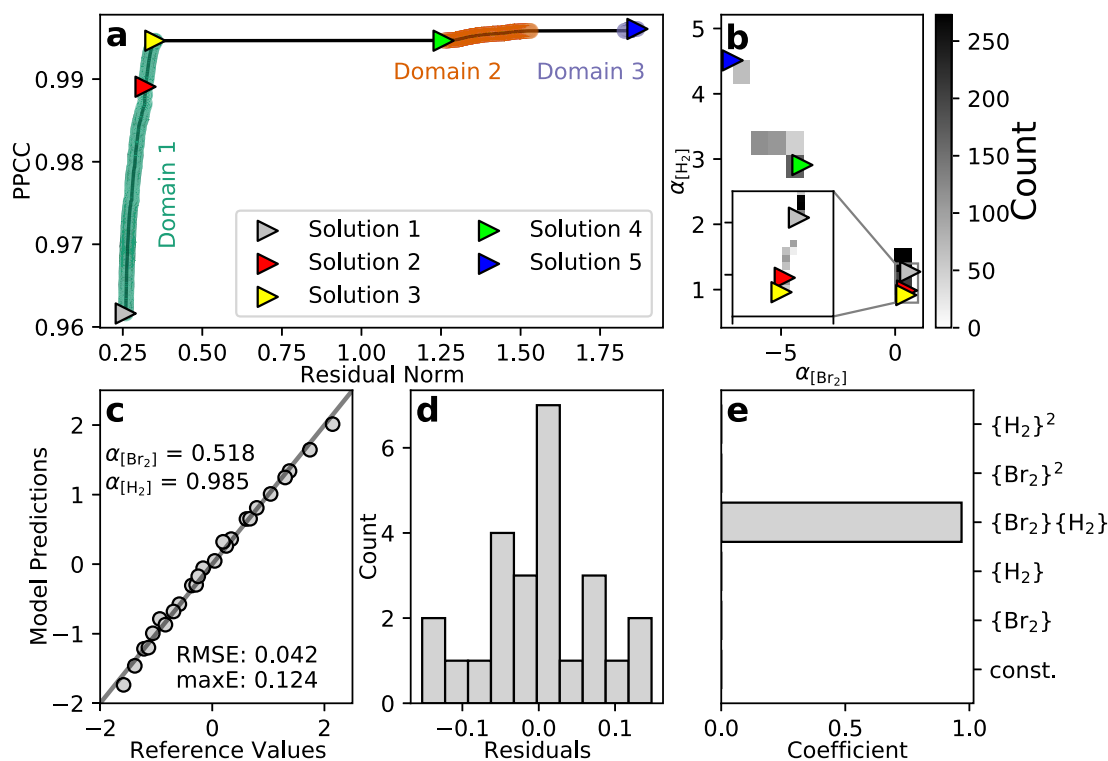 a
0.99
0.98
0.97
0.96
PPCC
0.25
0.50
0.75
1.00
1.25
1.50
1.75
Residual Norm
Domain 1
Domain 2
Domain 3
Solution 1
Solution 2
Solution 3
Solution 4
Solution 5
b
5
4
3
2
1
α[H₂]
−5
0
α[Br₂]
250
200
150
100
50
0
Count
c
2
1
0
−1
−2
Model Predictions
α[Br₂] = 0.518
α[H₂] = 0.985
RMSE: 0.042
maxE: 0.124
−2
0
2
Reference Values
d
6
4
2
0
Count
−0.1
0.0
0.1
Residuals
e
{H₂}²
{Br₂}²
{Br₂}{H₂}
{H₂}
{Br₂}
const.
0.0
0.5
1.0
Coefficient